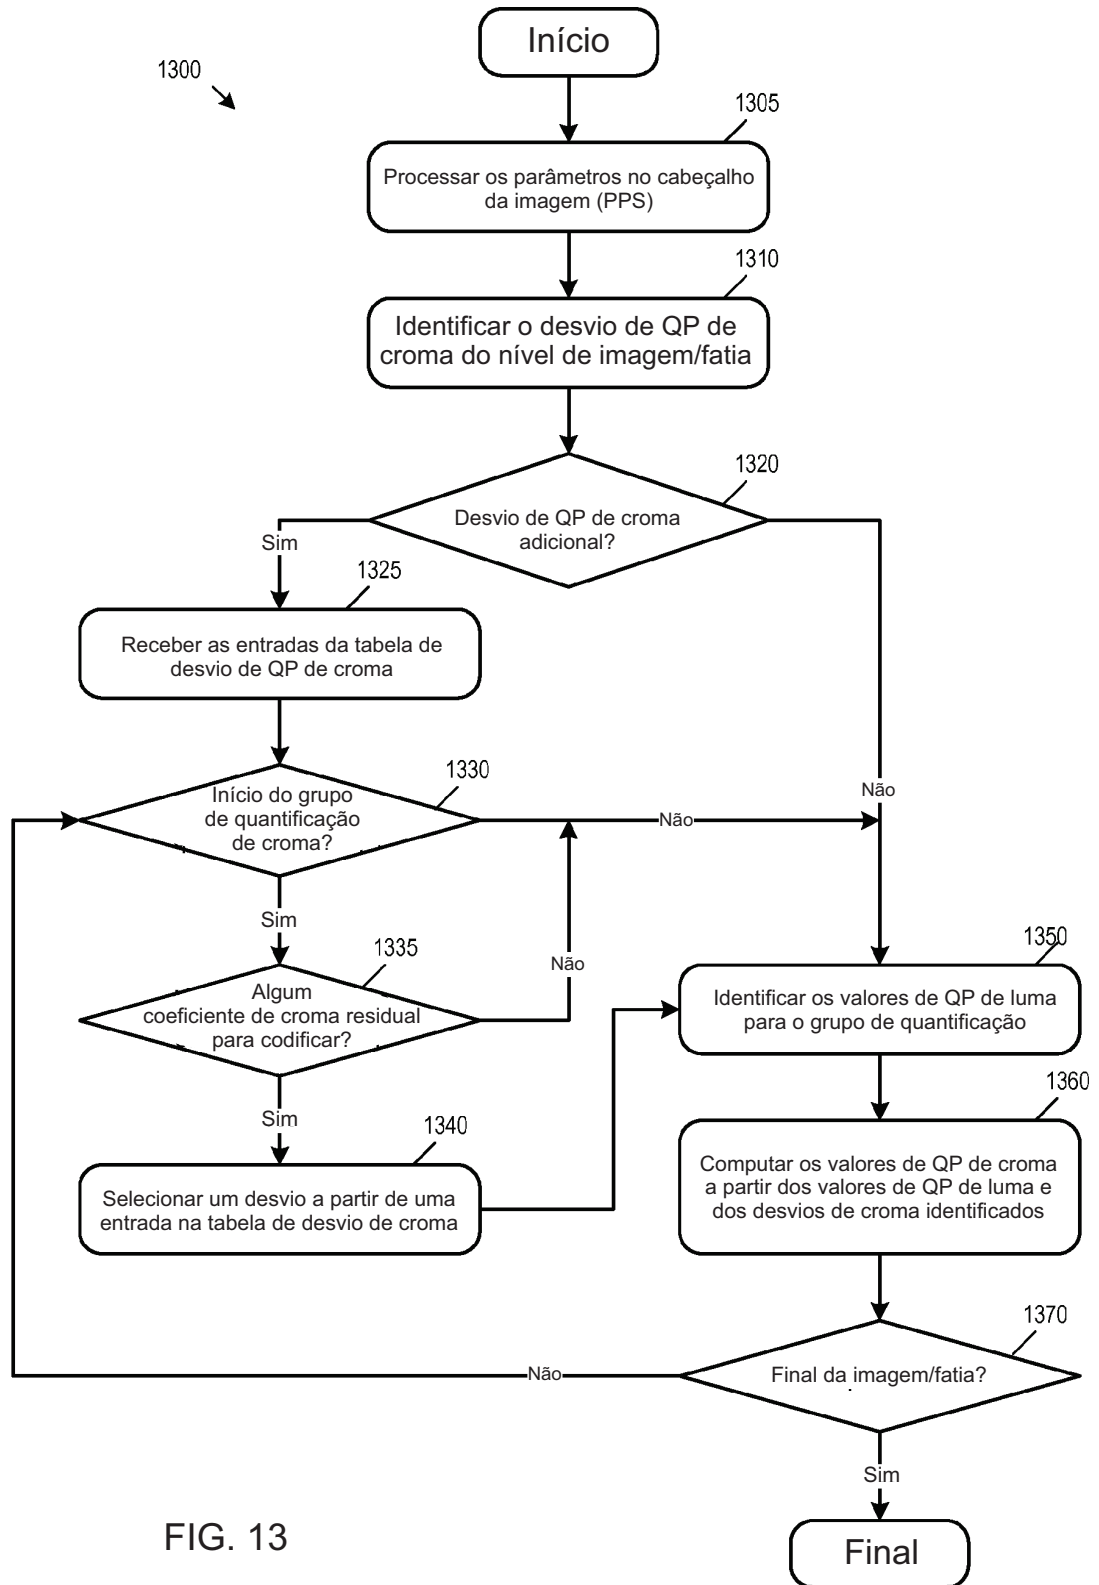 Início
1300
1305
Processar os parâmetros no cabeçalho
da imagem (PPS)
1310
Identificar o desvio de QP de
croma do nível de imagem/fatia
1320
Desvio de QP de croma
adicional?
Sim
1325
Receber as entradas da tabela de
desvio de QP de croma
1330
Início do grupo
de quantificação
de croma?
Não
Não
Sim
1335
Algum
coeficiente de croma residual
para codificar?
Não
1350
Identificar os valores de QP de luma
para o grupo de quantificação
Sim
1340
Selecionar um desvio a partir de uma
entrada na tabela de desvio de croma
1360
Computar os valores de QP de croma
a partir dos valores de QP de luma e
dos desvios de croma identificados
1370
Final da imagem/fatia?
Não
Sim
Final
FIG. 13